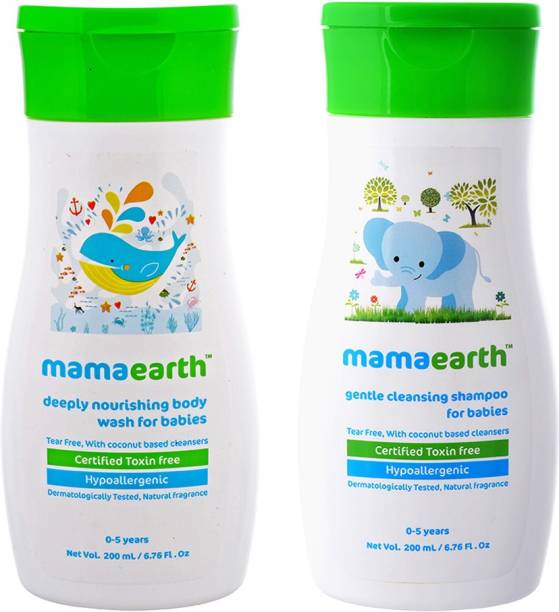 mamaearth™
deeply nourishing body
wash for babies
Tear Free, With coconut based cleansers
Certified Toxin free
Hypoallergenic
Dermatologically Tested, Natural fragrance
0-5 years
Net Vol. 200 mL / 6.76 Fl. Oz
mamaearth™
gentle cleansing shampoo
for babies
Tear Free, With coconut based cleansers
Certified Toxin free
Hypoallergenic
Dermatologically Tested, Natural fragrance
0-5 years
Net Vol. 200 mL / 6.76 Fl. Oz